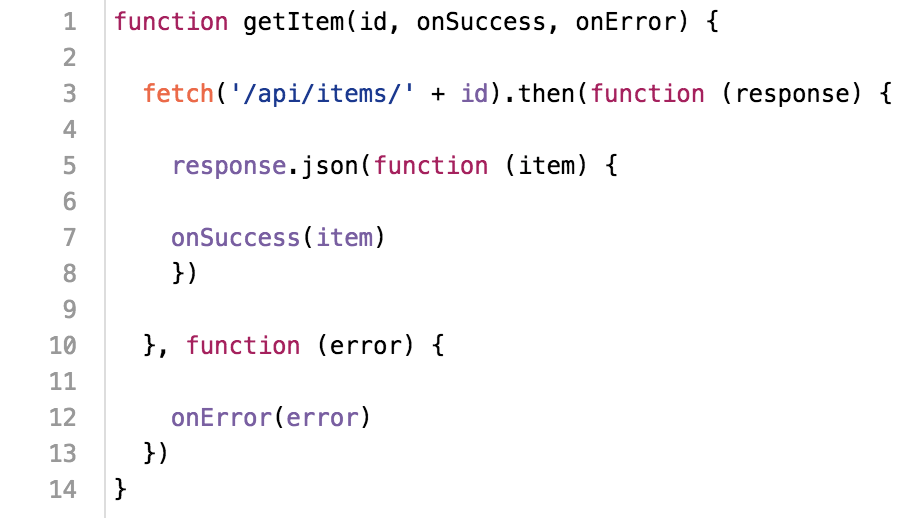 1 function getItem(id, onSuccess, onError) {
2
3   fetch('/api/items/' + id).then(function (response) {
4
5     response.json(function (item) {
6
7     onSuccess(item)
8     })
9
10   }, function (error) {
11
12     onError(error)
13   })
14 }